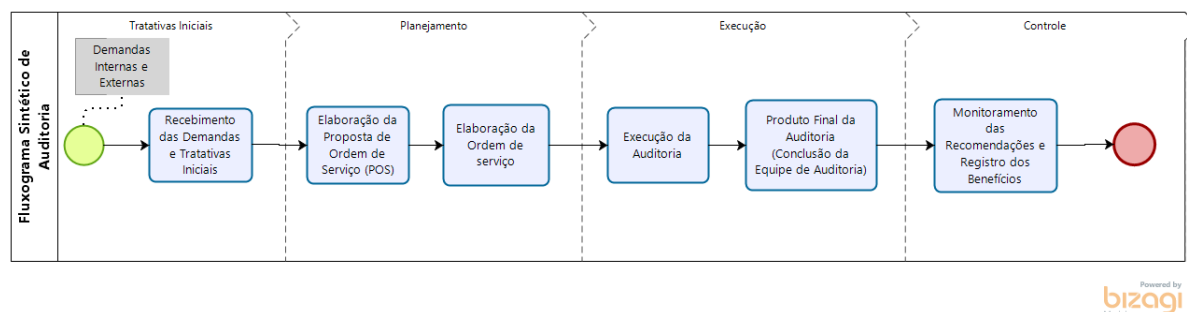 Fluxograma Sintético de
Auditoria
Tratativas Iniciais
Planejamento
Execução
Controle
Demandas
Internas e
Externas
Recebimento
das Demandas
e Tratativas
Iniciais
Elaboração da
Proposta de
Ordem de
Serviço (POS)
Elaboração da
Ordem de
serviço
Execução da
Auditoria
Produto Final da
Auditoria
(Conclusão da
Equipe de Auditoria)
Monitoramento
das
Recomendações e
Registro dos
Benefícios
Powered by
bizagi